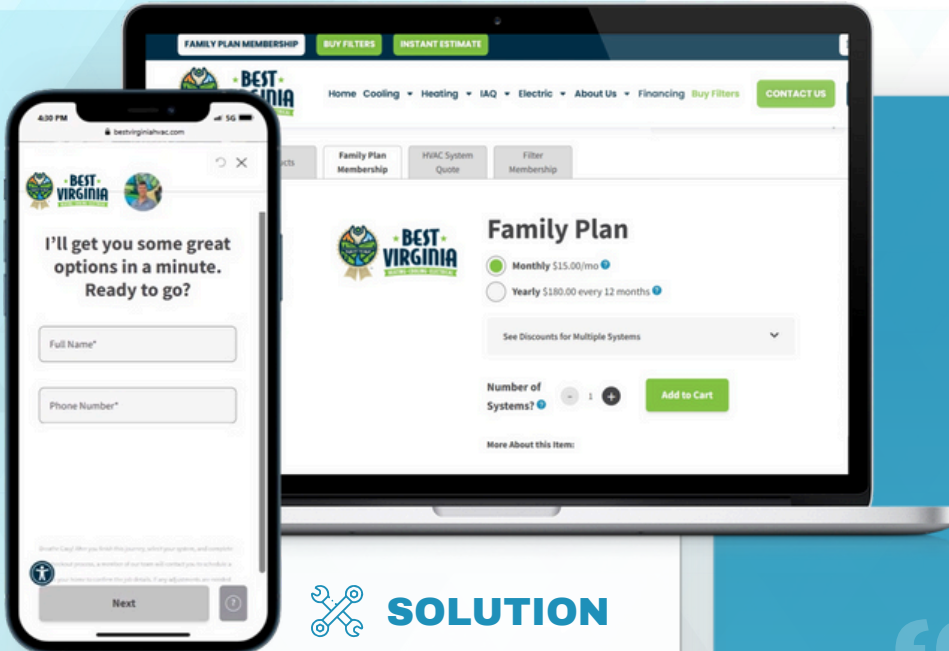 FAMILY PLAN MEMBERSHIP
BUY FILTERS
INSTANT ESTIMATE
BEST
VIRGINIA
Home Cooling Heating IAQ Electric About Us Financing Buy Filters
CONTACT US
Family Plan
Membership
HVAC System
Quote
Filter
Membership
BEST
VIRGINIA
HEATING-COOLING-ELECTRICAL
Family Plan
Monthly $15.00/mo
Yearly $180.00 every 12 months
See Discounts for Multiple Systems
Number of
Systems?
- 1 +
Add to Cart
More About this Item:
4:30 PM
5G
bestvirginiahvac.com
BEST
VIRGINIA
I'll get you some great
options in a minute.
Ready to go?
Full Name*
Phone Number*
Next
?
SOLUTION